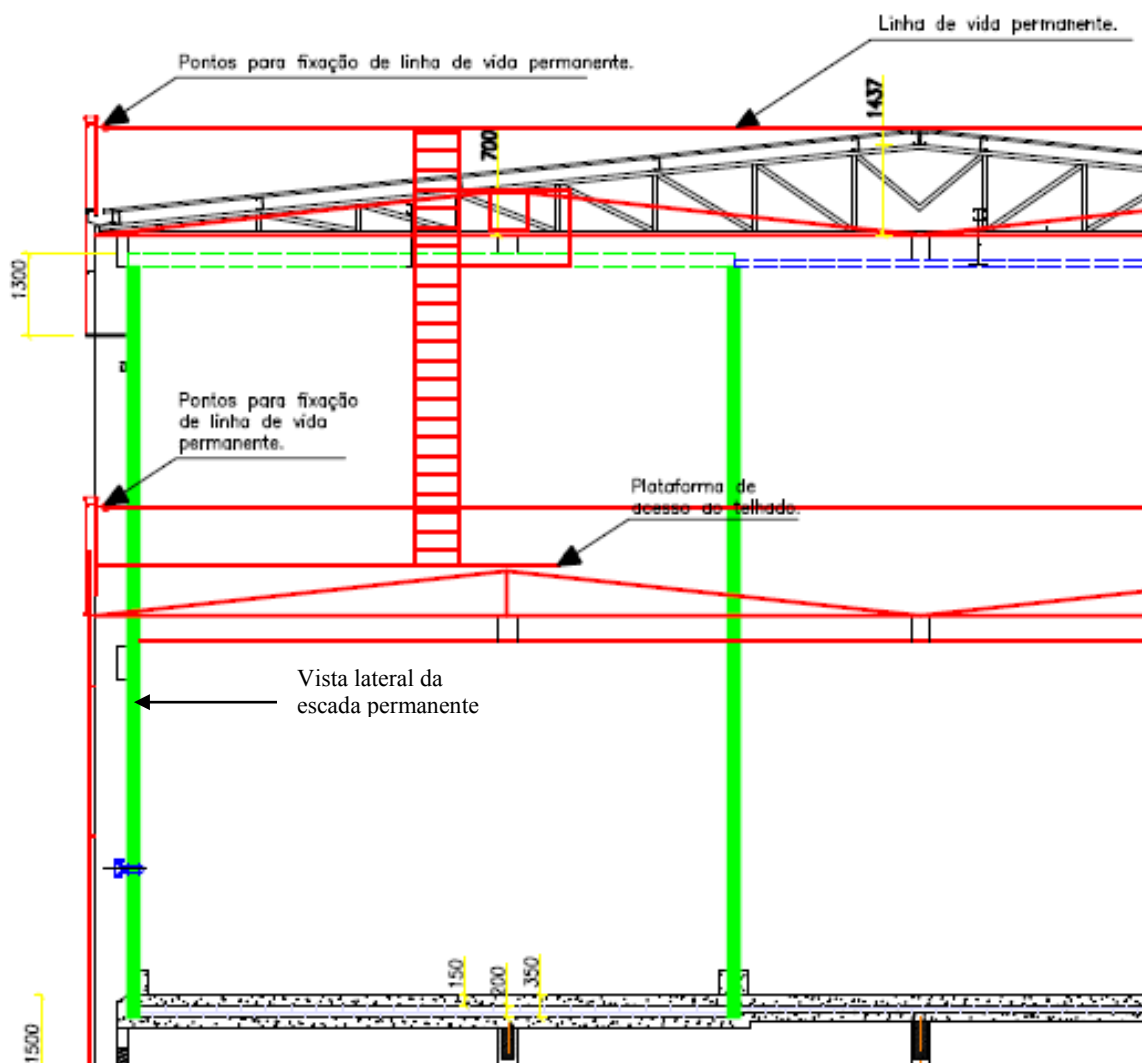 Linha de vida permanente.
Pontos para fixação de linha de vida permanente.
1437
700
1300
Pontos para fixação
de linha de vida
permanente.
Plataforma de
acesso ao telhado.
Vista lateral da
escada permanente
150
200
350
1500